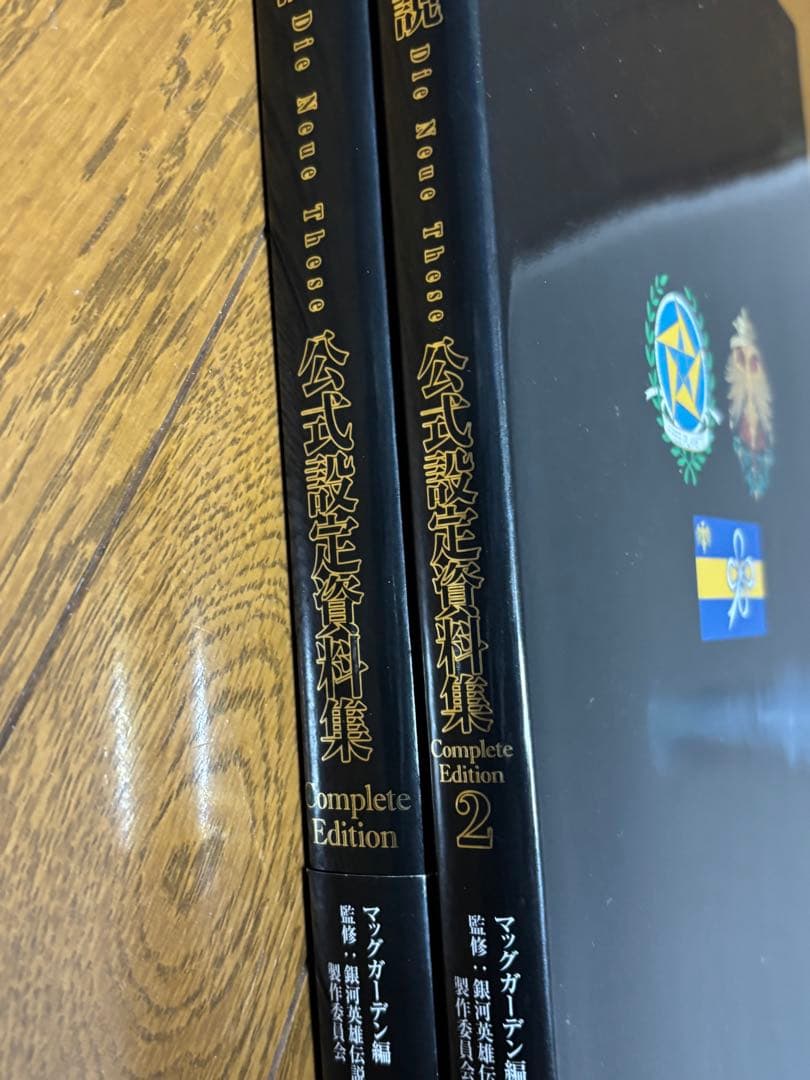 Die Neue These
公式設定資料集
Complete
Edition
マッグガーデン編
監修：銀河英雄伝説
製作委員会
説 Die Neue These
公式設定資料集
Complete
Edition
2
マッグガーデン編
監修：銀河英雄伝説
製作委員会